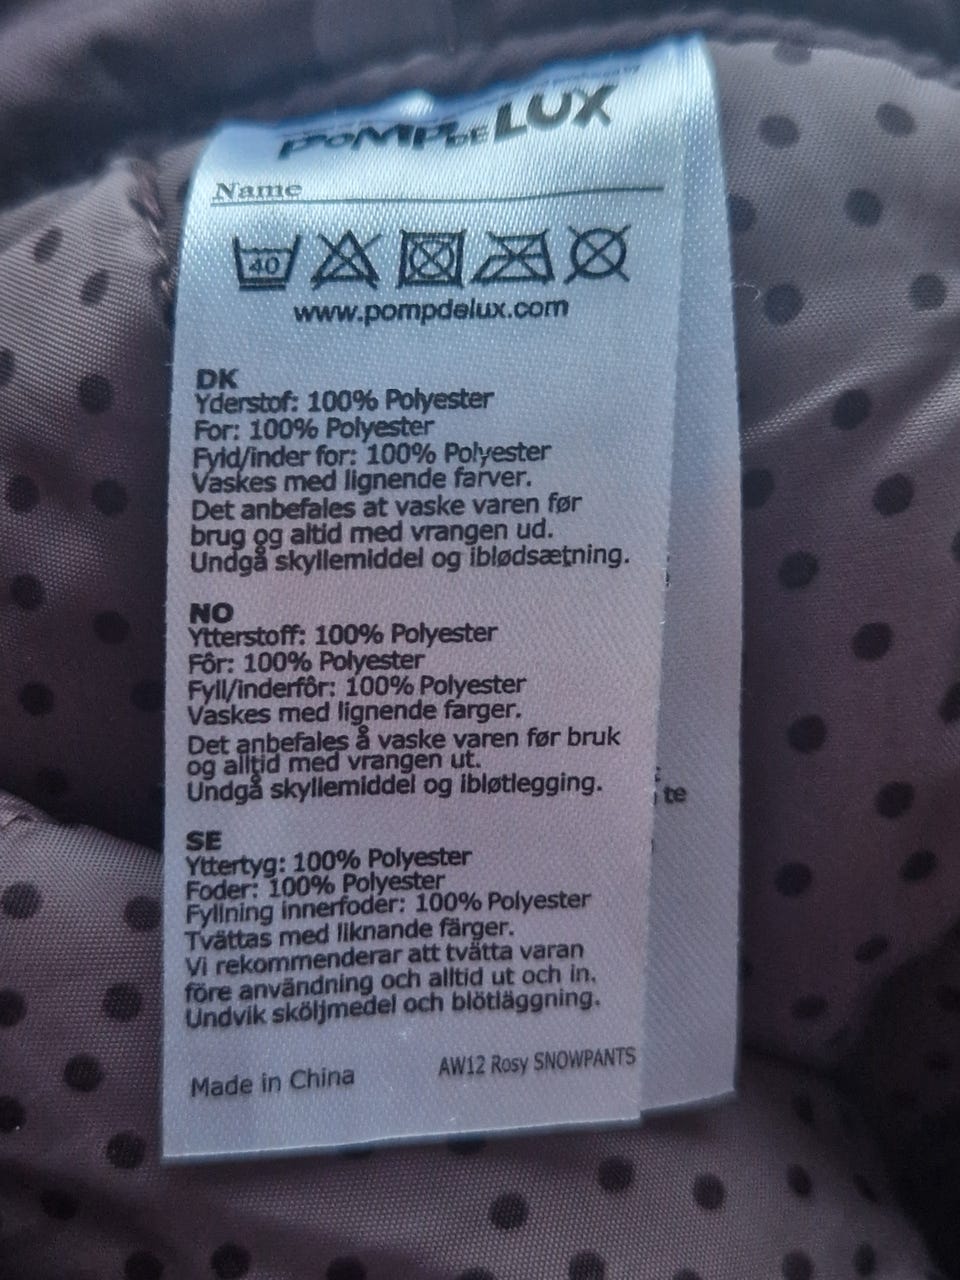 POMPDELUX
Name
40
www.pompdelux.com
DK
Yderstof: 100% Polyester
For: 100% Polyester
Fyld/inder for: 100% Polyester
Vaskes med lignende farver.
Det anbefales at vaske varen før
brug og altid med vrangen ud.
Undgå skyllemiddel og iblødsætning.
NO
Ytterstoff: 100% Polyester
Fôr: 100% Polyester
Fyll/inderfôr: 100% Polyester
Vaskes med lignende farger.
Det anbefales å vaske varen før bruk
og alltid med vrangen ut.
Undgå skyllemiddel og ibløtlegging.
te
SE
Yttertyg: 100% Polyester
Foder: 100% Polyester
Fyllning innerfoder: 100% Polyester
Tvättas med liknande färger.
Vi rekommenderar att tvätta varan
före användning och alltid ut och in.
Undvik sköljmedel och blötläggning.
Made in China
AW12 Rosy SNOWPANTS